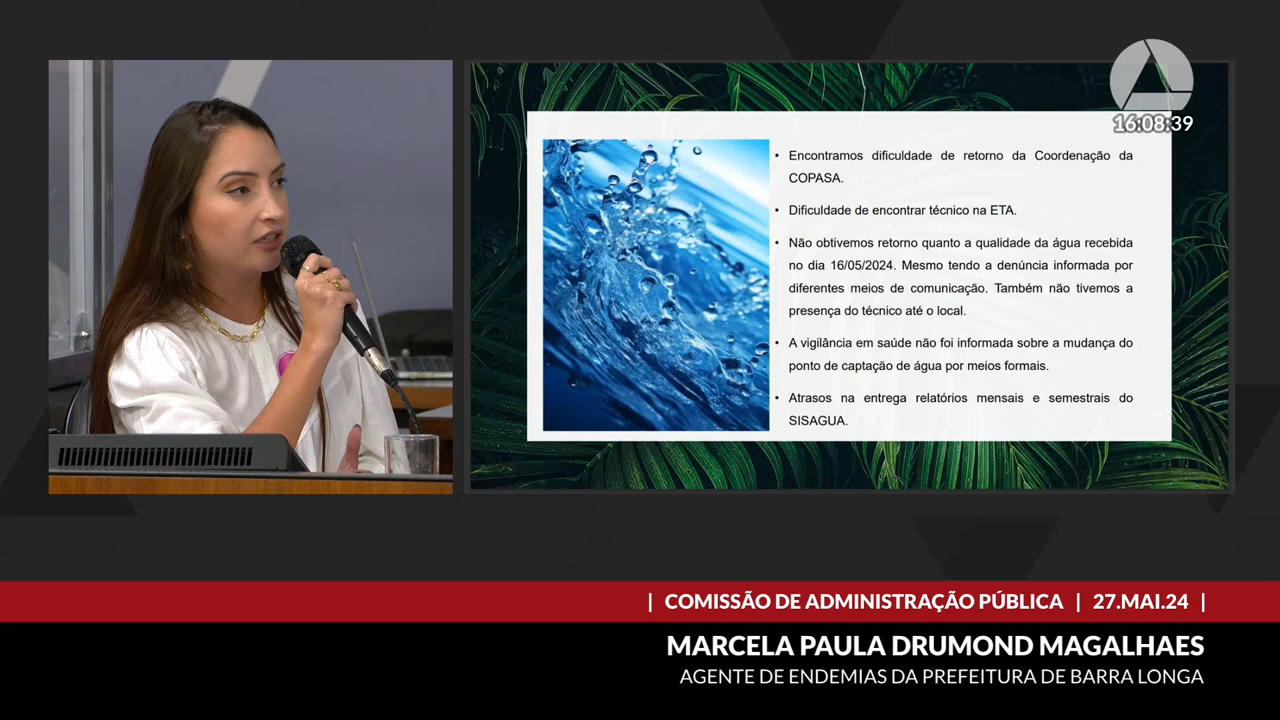 16:08:39
• Encontramos dificuldade de retorno da Coordenação da
COPASA.
• Dificuldade de encontrar técnico na ETA.
• Não obtivemos retorno quanto a qualidade da água recebida
no dia 16/05/2024. Mesmo tendo a denúncia informada por
diferentes meios de comunicação. Também não tivemos a
presença do técnico até o local.
• A vigilância em saúde não foi informada sobre a mudança do
ponto de captação de água por meios formais.
• Atrasos na entrega relatórios mensais e semestrais do
SISAGUA.
| COMISSÃO DE ADMINISTRAÇÃO PÚBLICA | 27.MAI.24 |
MARCELA PAULA DRUMOND MAGALHAES
AGENTE DE ENDEMIAS DA PREFEITURA DE BARRA LONGA